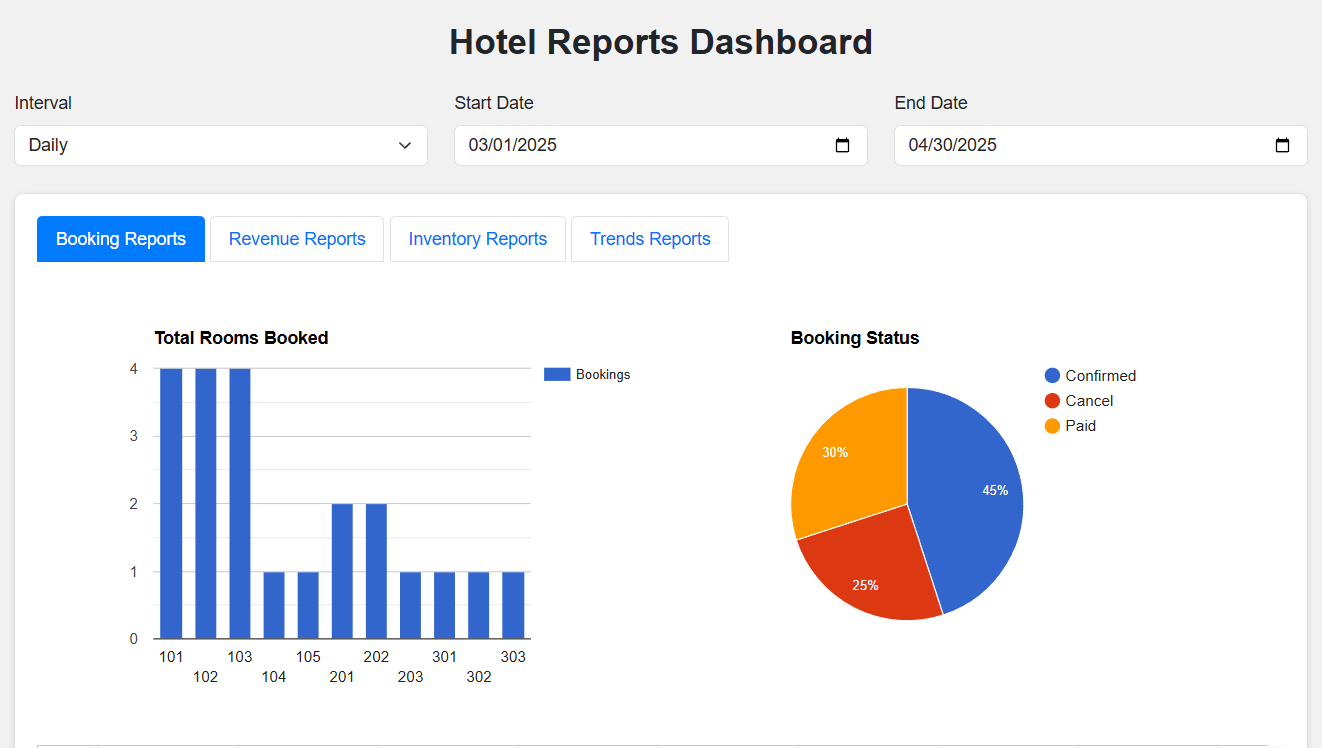 Hotel Reports Dashboard
Interval
Start Date
End Date
Daily
03/01/2025
04/30/2025
Booking Reports
Revenue Reports
Inventory Reports
Trends Reports
Total Rooms Booked
4
3
2
1
0
Bookings
101
102
103
104
105
201
202
203
301
302
303
Booking Status
Confirmed
Cancel
Paid
30%
45%
25%